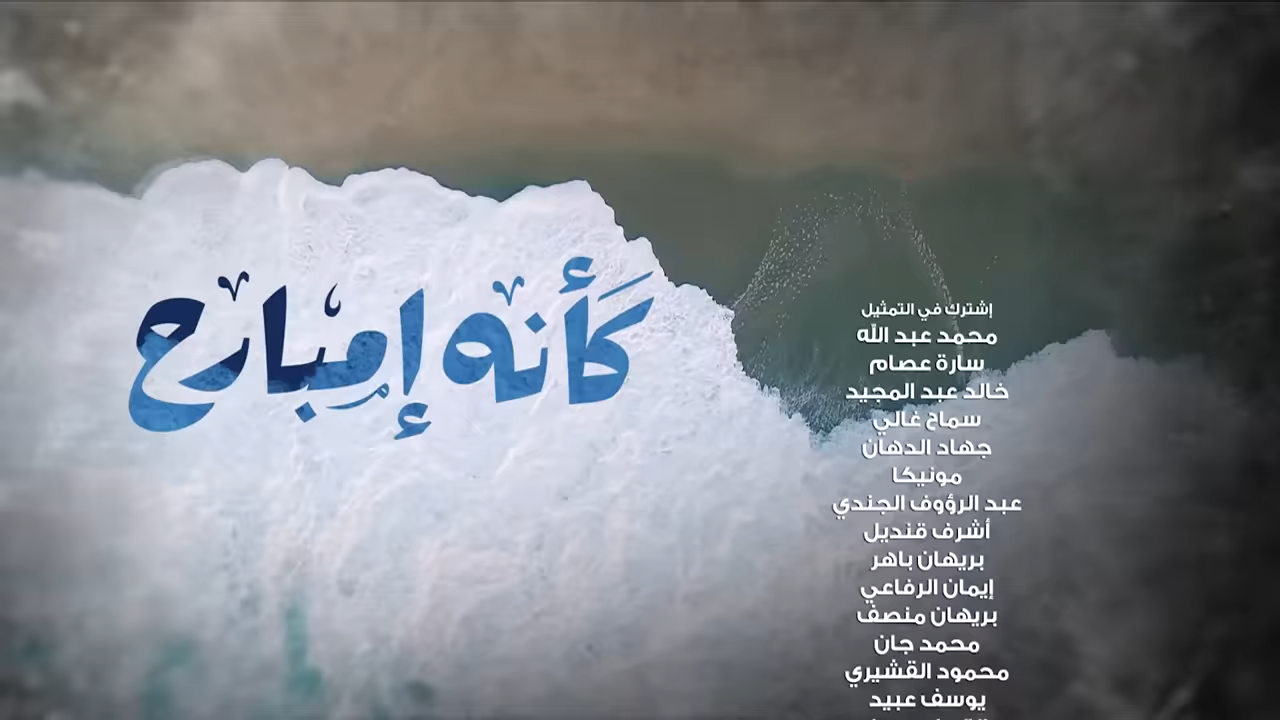 كَأنه إمبارح
إشترك في التمثيل
محمد عبد الله
سارة عصام
خالد عبد المجيد
سماح غالي
جهاد الدهان
مونيكا
عبد الرؤوف الجندي
أشرف قنديل
بريهان باهر
إيمان الرفاعي
بريهان منصف
محمد جان
محمود القشيري
يوسف عبيد